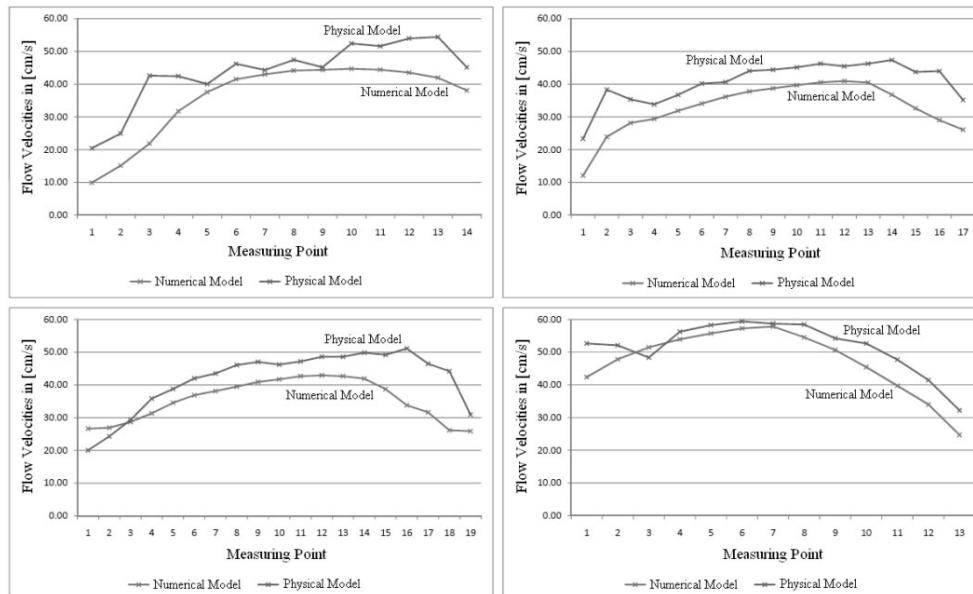 Flow Velocities in [cm/s]
60.00
50.00
40.00
30.00
20.00
10.00
0.00
Physical Model
Numerical Model
1 2 3 4 5 6 7 8 9 10 11 12 13 14
Measuring Point
Numerical Model Physical Model
Flow Velocities in [cm/s]
60.00
50.00
40.00
30.00
20.00
10.00
0.00
Physical Model
Numerical Model
1 2 3 4 5 6 7 8 9 10 11 12 13 14 15 16 17
Measuring Point
Numerical Model Physical Model
Flow Velocities in [cm/s]
60.00
50.00
40.00
30.00
20.00
10.00
0.00
Physical Model
Numerical Model
1 2 3 4 5 6 7 8 9 10 11 12 13 14 15 16 17 18 19
Measuring Point
Numerical Model Physical Model
Flow Velocities in [cm/s]
60.00
50.00
40.00
30.00
20.00
10.00
0.00
Physical Model
Numerical Model
1 2 3 4 5 6 7 8 9 10 11 12 13
Measuring Point
Numerical Model Physical Model